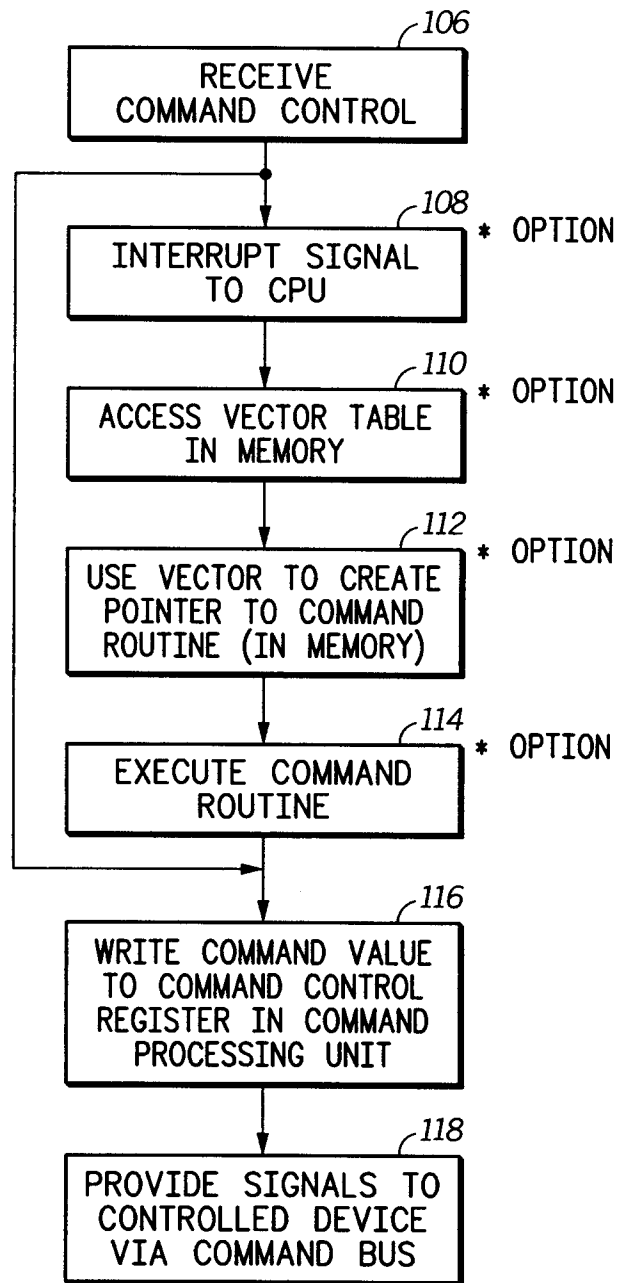 106
RECEIVE
COMMAND CONTROL
108
* OPTION
INTERRUPT SIGNAL
TO CPU
110
* OPTION
ACCESS VECTOR TABLE
IN MEMORY
112
* OPTION
USE VECTOR TO CREATE
POINTER TO COMMAND
ROUTINE (IN MEMORY)
114
* OPTION
EXECUTE COMMAND
ROUTINE
116
WRITE COMMAND VALUE
TO COMMAND CONTROL
REGISTER IN COMMAND
PROCESSING UNIT
118
PROVIDE SIGNALS TO
CONTROLLED DEVICE
VIA COMMAND BUS